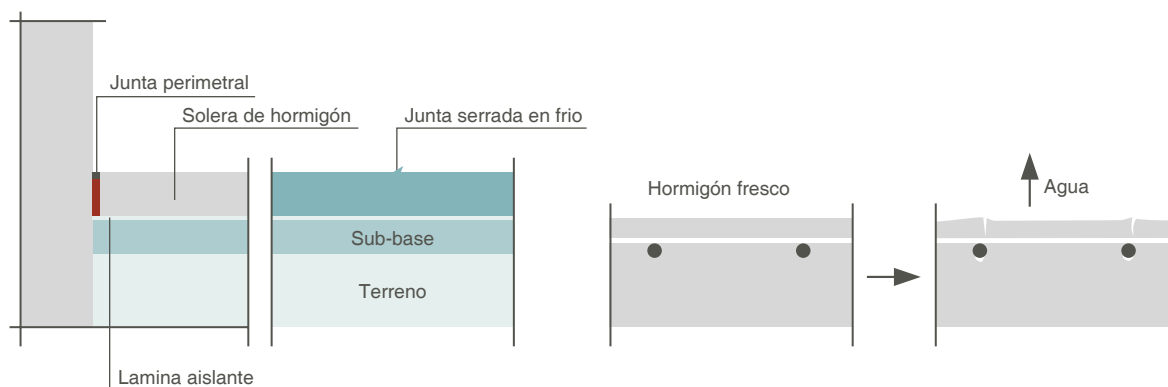 Junta perimetral
Solera de hormigón
Junta serrada en frio
Sub-base
Terreno
Lamina aislante
Hormigón fresco
Agua